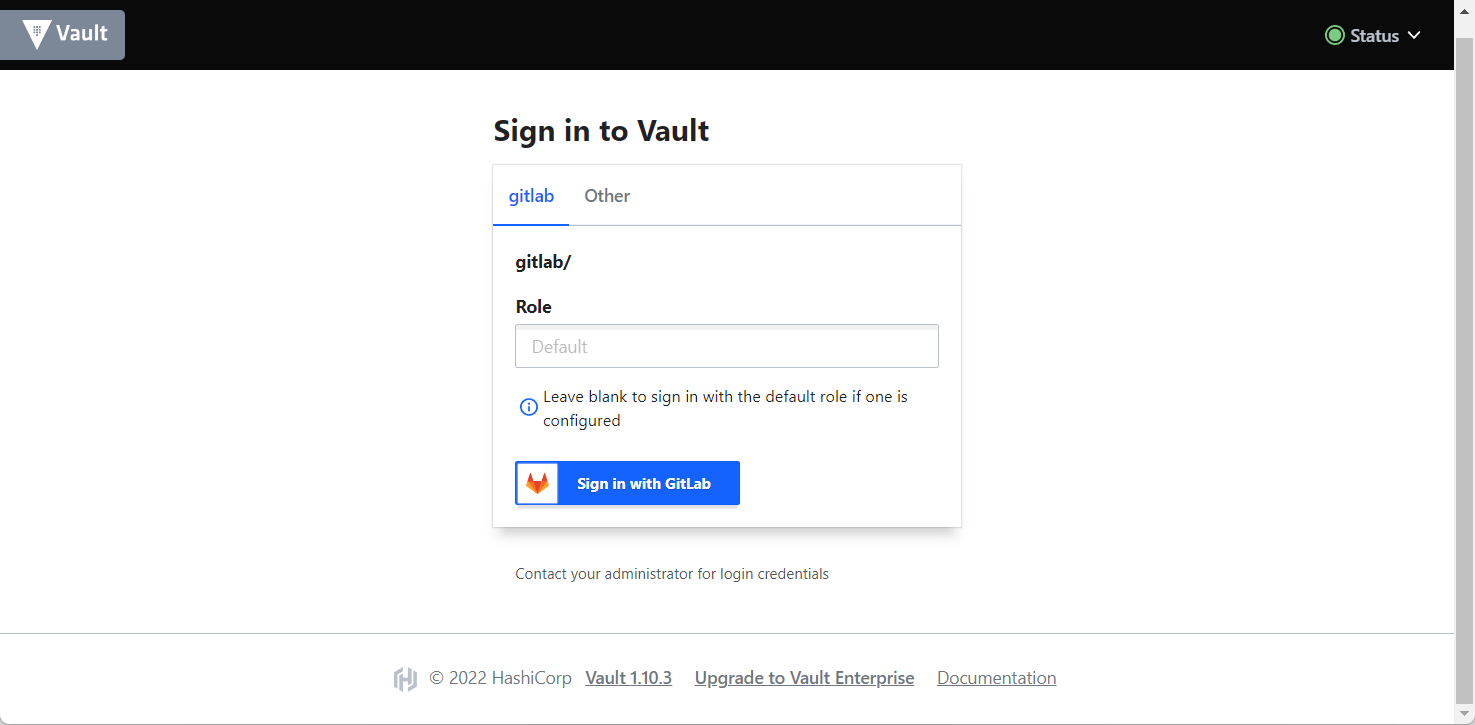 Vault
Status
Sign in to Vault
gitlab Other
gitlab/
Role
Default
Leave blank to sign in with the default role if one is
configured
Sign in with GitLab
Contact your administrator for login credentials
© 2022 HashiCorp Vault 1.10.3 Upgrade to Vault Enterprise Documentation